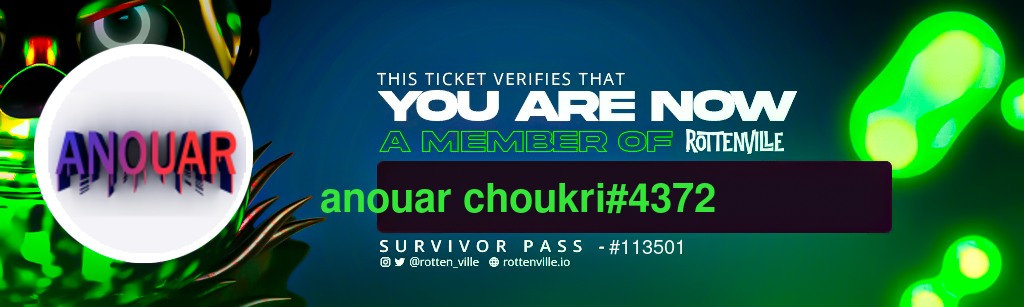 ANOUAR
THIS TICKET VERIFIES THAT
YOU ARE NOW
A MEMBER OF ROTTENVILLE
anouar choukri#4372
SURVIVOR PASS - #113501
@rotten_ville rottenville.io